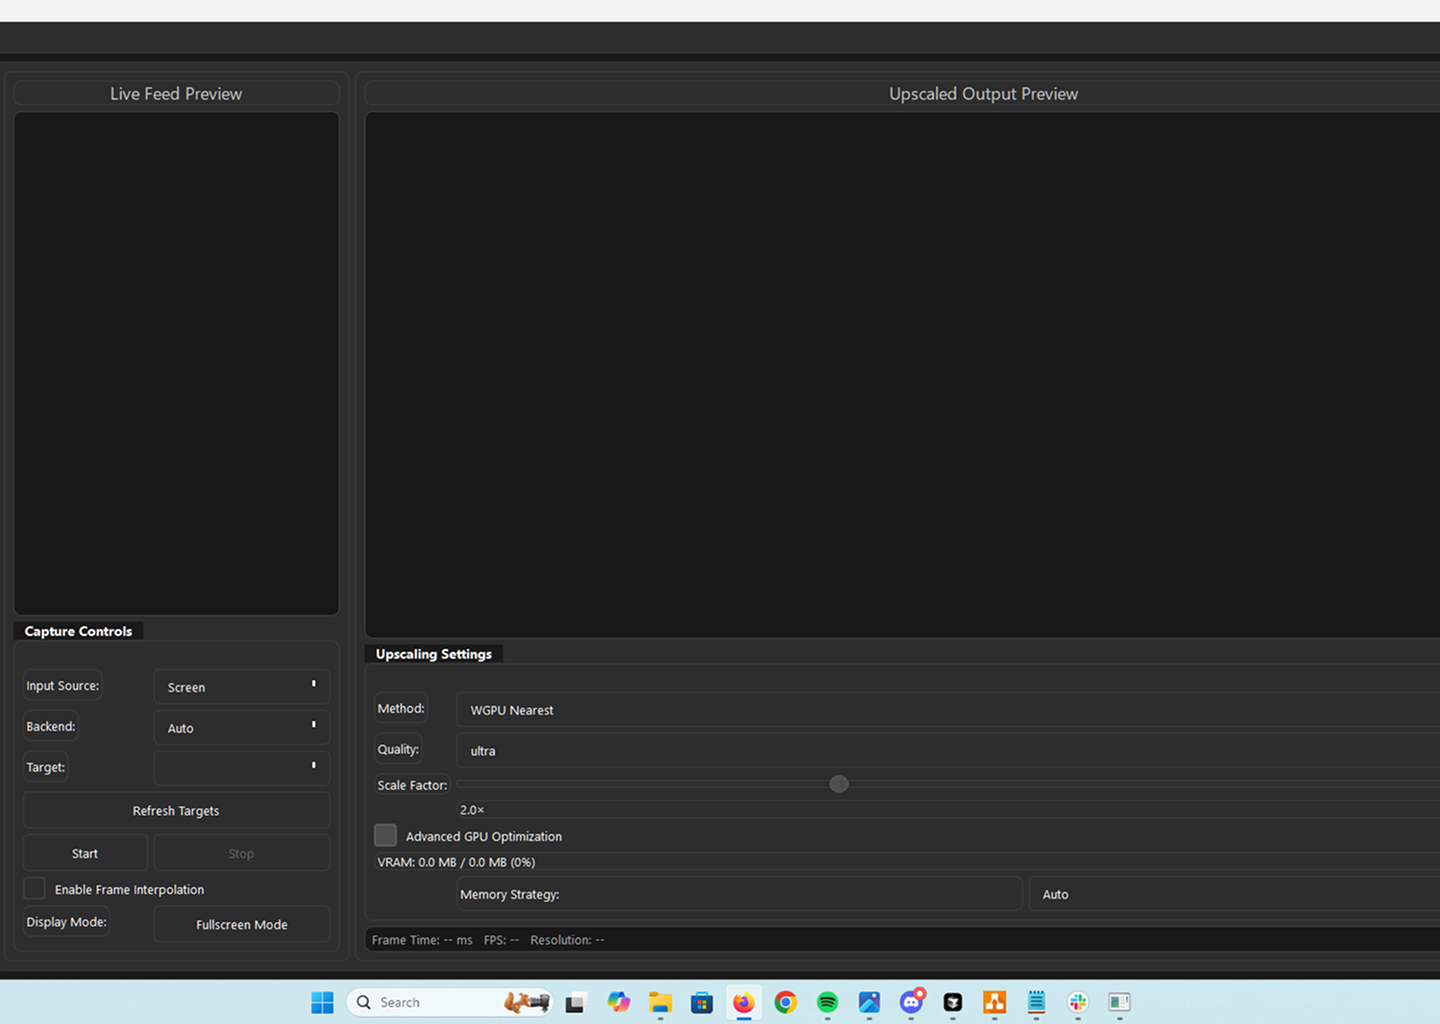 Live Feed Preview
Upscaled Output Preview
Capture Controls
Input Source:
Screen
Backend:
Auto
Target:
Refresh Targets
Start
Stop
Enable Frame Interpolation
Display Mode:
Fullscreen Mode
Upscaling Settings
Method:
WGPU Nearest
Quality:
ultra
Scale Factor:
2.0×
Advanced GPU Optimization
VRAM: 0.0 MB / 0.0 MB (0%)
Memory Strategy:
Auto
Frame Time: -- ms FPS: -- Resolution: --
Search